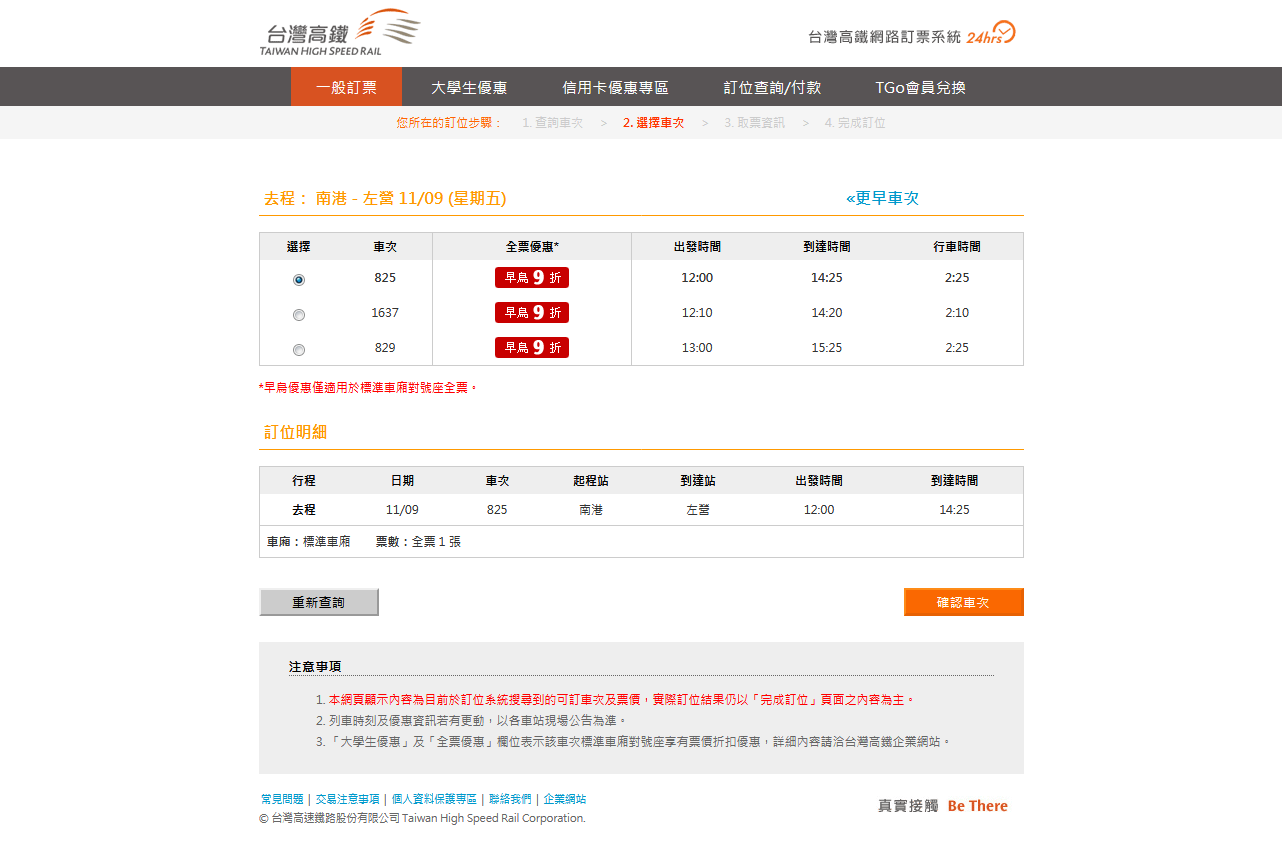 台灣高鐵
TAIWAN HIGH SPEED RAIL
台灣高鐵網路訂票系統 24hrs
一般訂票 大學生優惠 信用卡優惠專區 訂位查詢/付款 TGo會員兌換
您所在的訂位步驟： 1. 查詢車次 > 2. 選擇車次 > 3. 取票資訊 > 4. 完成訂位
去程： 南港 - 左營 11/09 (星期五) «更早車次
選擇 車次 全票優惠* 出發時間 到達時間 行車時間
825 早鳥 9 折 12:00 14:25 2:25
1637 早鳥 9 折 12:10 14:20 2:10
829 早鳥 9 折 13:00 15:25 2:25
*早鳥優惠僅適用於標準車廂對號座全票。
訂位明細
行程 日期 車次 起程站 到達站 出發時間 到達時間
去程 11/09 825 南港 左營 12:00 14:25
車廂：標準車廂 票數：全票 1 張
重新查詢 確認車次
注意事項
1. 本網頁顯示內容為目前於訂位系統搜尋到的可訂車次及票價，實際訂位結果仍以「完成訂位」頁面之內容為主。
2. 列車時刻及優惠資訊若有更動，以各車站現場公告為準。
3. 「大學生優惠」及「全票優惠」欄位表示該車次標準車廂對號座享有票價折扣優惠，詳細內容請洽台灣高鐵企業網站。
常見問題 | 交易注意事項 | 個人資料保護專區 | 聯絡我們 | 企業網站
© 台灣高速鐵路股份有限公司 Taiwan High Speed Rail Corporation.
真實接觸 Be There